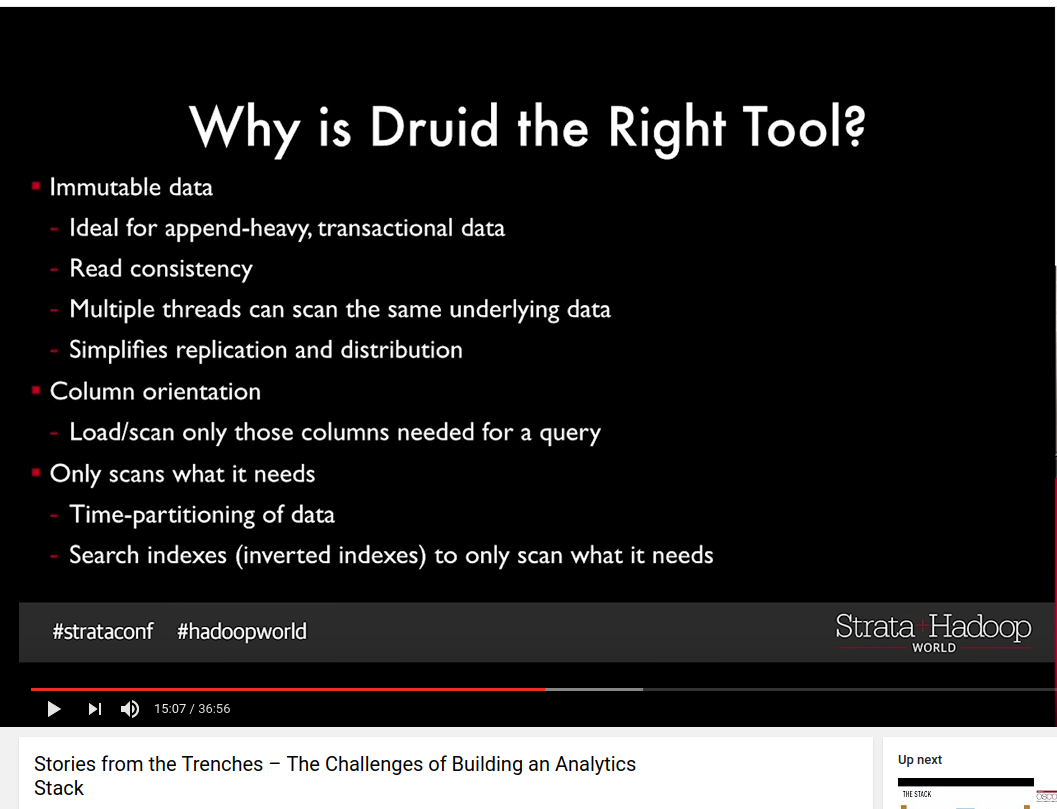 Why is Druid the Right Tool?
Immutable data
- Ideal for append-heavy, transactional data
- Read consistency
- Multiple threads can scan the same underlying data
- Simplifies replication and distribution
Column orientation
- Load/scan only those columns needed for a query
Only scans what it needs
- Time-partitioning of data
- Search indexes (inverted indexes) to only scan what it needs
#strataconf #hadoopworld
Strata+Hadoop
WORLD
15:07 / 36:56
Stories from the Trenches – The Challenges of Building an Analytics
Stack
Up next
THE STACK